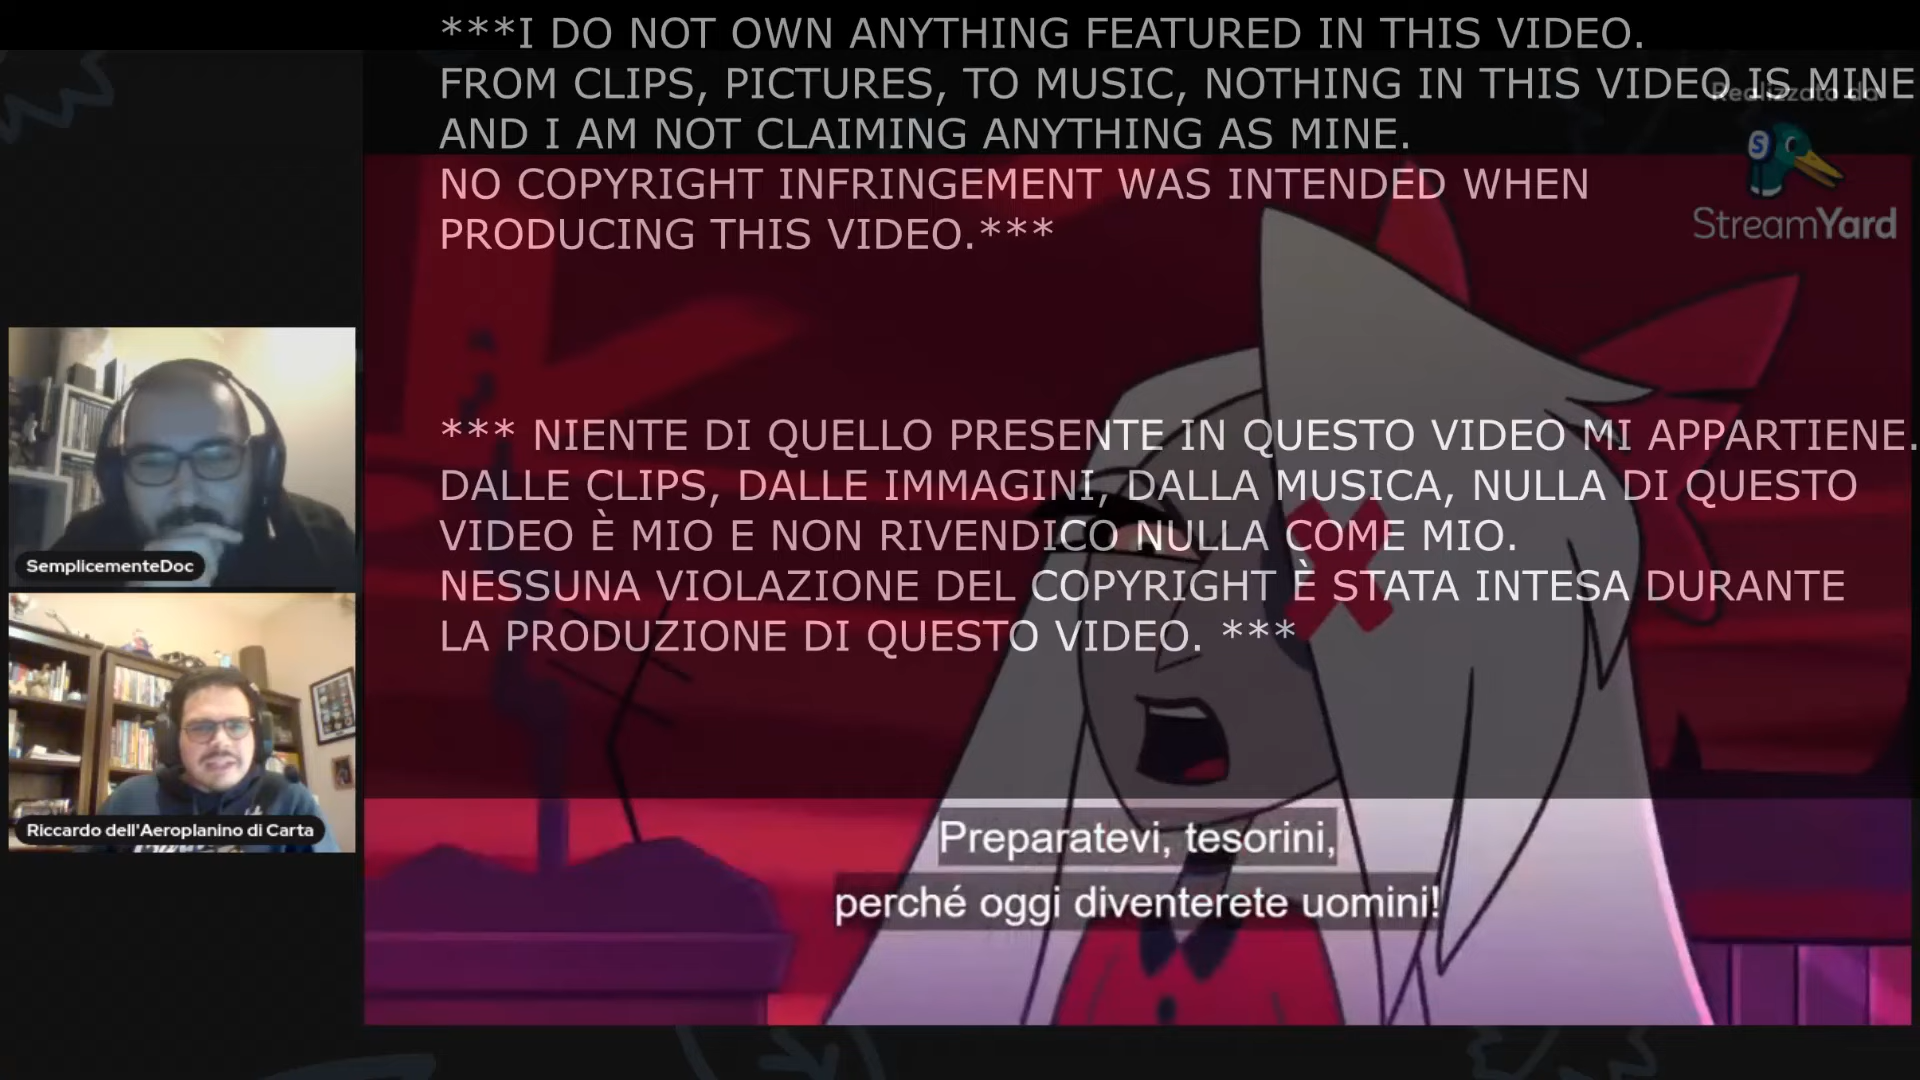 ***I DO NOT OWN ANYTHING FEATURED IN THIS VIDEO.
FROM CLIPS, PICTURES, TO MUSIC, NOTHING IN THIS VIDEO IS MINE
AND I AM NOT CLAIMING ANYTHING AS MINE.
NO COPYRIGHT INFRINGEMENT WAS INTENDED WHEN
PRODUCING THIS VIDEO.***
Realizzato da
StreamYard
*** NIENTE DI QUELLO PRESENTE IN QUESTO VIDEO MI APPARTIENE.
DALLE CLIPS, DALLE IMMAGINI, DALLA MUSICA, NULLA DI QUESTO
VIDEO È MIO E NON RIVENDICO NULLA COME MIO.
NESSUNA VIOLAZIONE DEL COPYRIGHT È STATA INTESA DURANTE
LA PRODUZIONE DI QUESTO VIDEO. ***
SemplicementeDoc
Riccardo dell'Aeroplanino di Carta
Preparatevi, tesorini,
perché oggi diventerete uomini!